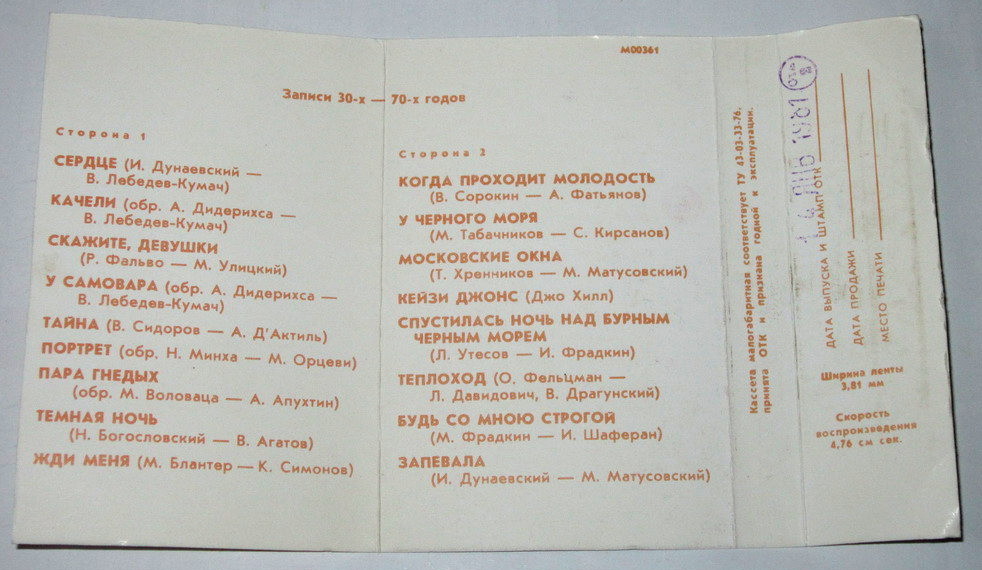 М00361
Записи 30-х — 70-х годов
Сторона 1
СЕРДЦЕ (И. Дунаевский —
В. Лебедев-Кумач)
КАЧЕЛИ (обр. А. Дидерихса —
В. Лебедев-Кумач)
СКАЖИТЕ, ДЕВУШКИ
(Р. Фальво — М. Улицкий)
У САМОВАРА (обр. А. Дидерихса —
В. Лебедев-Кумач)
ТАЙНА (В. Сидоров — А. Д'Актиль)
ПОРТРЕТ (обр. Н. Минха — М. Орцеви)
ПАРА ГНЕДЫХ
(обр. М. Воловаца — А. Апухтин)
ТЕМНАЯ НОЧЬ
(Н. Богословский — В. Агатов)
ЖДИ МЕНЯ (М. Блантер — К. Симонов)
Сторона 2
КОГДА ПРОХОДИТ МОЛОДОСТЬ
(В. Сорокин — А. Фатьянов)
У ЧЕРНОГО МОРЯ
(М. Табачников — С. Кирсанов)
МОСКОВСКИЕ ОКНА
(Т. Хренников — М. Матусовский)
КЕЙЗИ ДЖОНС (Джо Хилл)
СПУСТИЛАСЬ НОЧЬ НАД БУРНЫМ
ЧЕРНЫМ МОРЕМ
(Л. Утесов — И. Фрадкин)
ТЕПЛОХОД (О. Фельцман —
Л. Давидович, В. Драгунский)
БУДЬ СО МНОЮ СТРОГОЙ
(М. Фрадкин — И. Шаферан)
ЗАПЕВАЛА
(И. Дунаевский — М. Матусовский)
Кассета малогабаритная соответствует ТУ 43-03-33-76,
принята ОТК и признана годной к эксплуатации.
14 ЯНВ 1981
ДАТА ВЫПУСКА И ШТАМП ОТК
ДАТА ПРОДАЖИ
МЕСТО ПЕЧАТИ
Ширина ленты
3,81 мм
Скорость
воспроизведения
4,76 см сек.